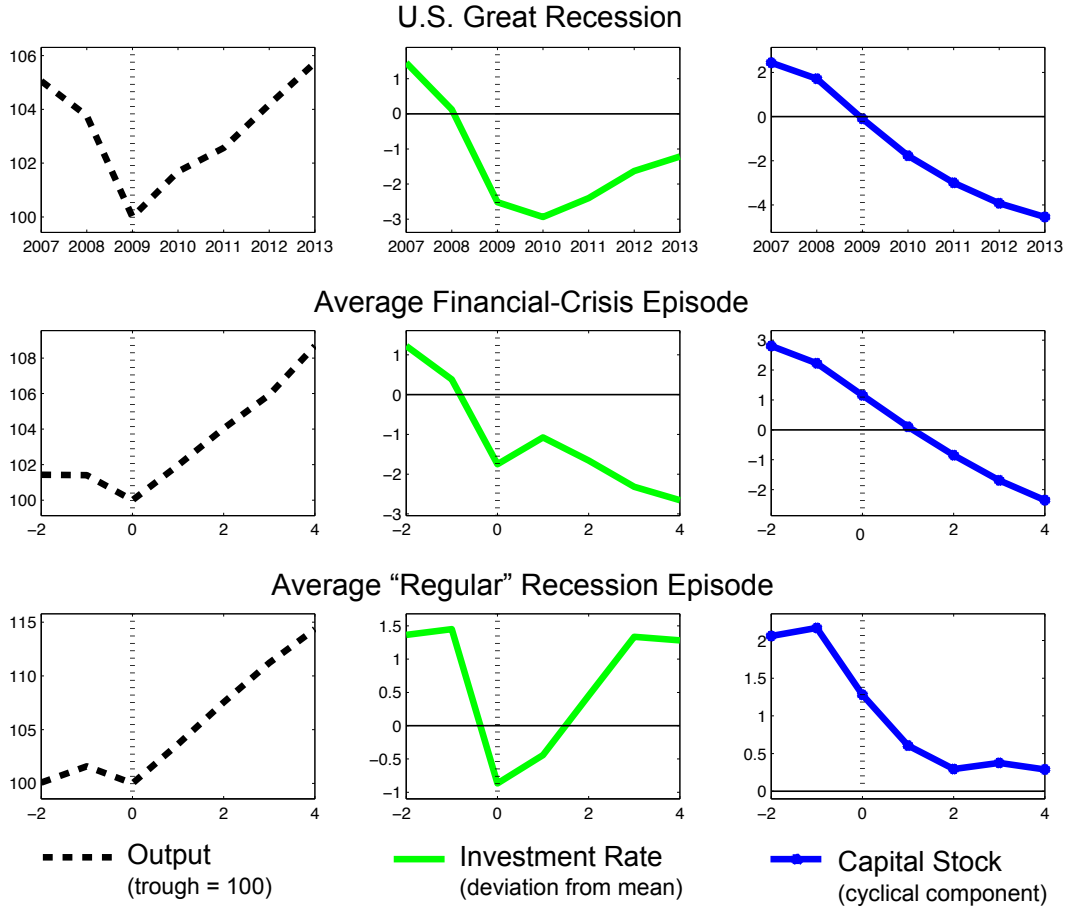 U.S. Great Recession
106
104
102
100
2007 2008 2009 2010 2011 2012 2013
1
0
−1
−2
−3
2007 2008 2009 2010 2011 2012 2013
2
0
−2
−4
2007 2008 2009 2010 2011 2012 2013
Average Financial-Crisis Episode
108
106
104
102
100
−2 0 2 4
1
0
−1
−2
−3
−2 0 2 4
3
2
1
0
−1
−2
−2 0 2 4
Average “Regular” Recession Episode
115
110
105
100
−2 0 2 4
1.5
1
0.5
0
−0.5
−1
−2 0 2 4
2
1.5
1
0.5
0
−2 0 2 4
Output
(trough = 100)
Investment Rate
(deviation from mean)
Capital Stock
(cyclical component)